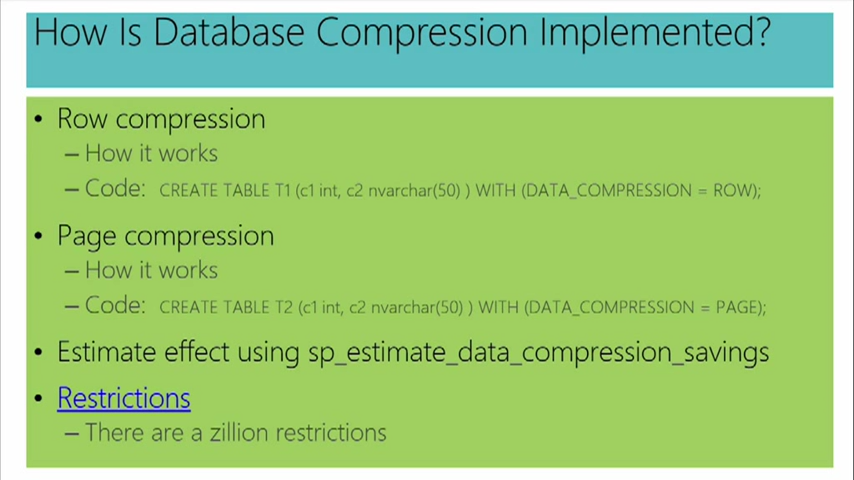 How Is Database Compression Implemented?
• Row compression
– How it works
– Code: CREATE TABLE T1 (c1 int, c2 nvarchar(50) ) WITH (DATA_COMPRESSION = ROW);
• Page compression
– How it works
– Code: CREATE TABLE T2 (c1 int, c2 nvarchar(50) ) WITH (DATA_COMPRESSION = PAGE);
• Estimate effect using sp_estimate_data_compression_savings
• Restrictions
– There are a zillion restrictions